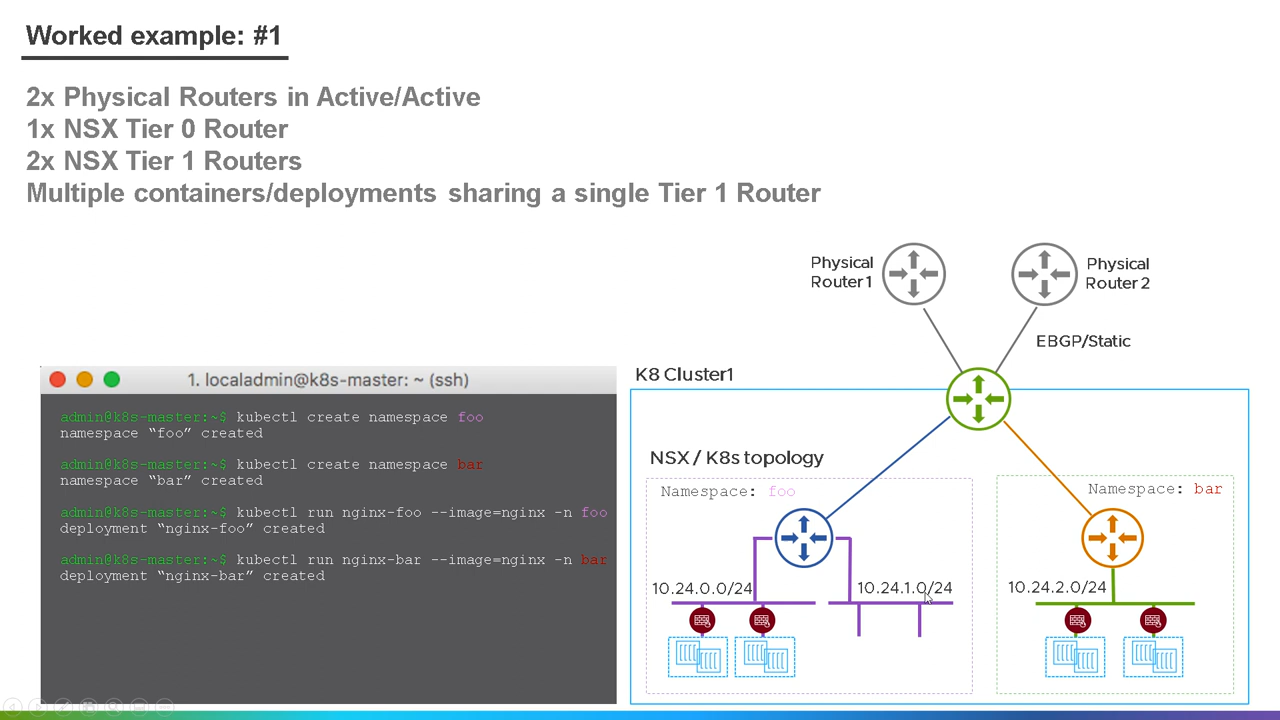 Worked example: #1
2x Physical Routers in Active/Active
1x NSX Tier 0 Router
2x NSX Tier 1 Routers
Multiple containers/deployments sharing a single Tier 1 Router
Physical
Router 1
Physical
Router 2
EBGP/Static
K8 Cluster1
NSX / K8s topology
Namespace: foo
Namespace: bar
10.24.0.0/24
10.24.1.0/24
10.24.2.0/24
1. localadmin@k8s-master: ~ (ssh)
admin@k8s-master:~$ kubectl create namespace foo
namespace “foo” created
admin@k8s-master:~$ kubectl create namespace bar
namespace “bar” created
admin@k8s-master:~$ kubectl run nginx-foo --image=nginx -n foo
deployment “nginx-foo” created
admin@k8s-master:~$ kubectl run nginx-bar --image=nginx -n bar
deployment “nginx-bar” created